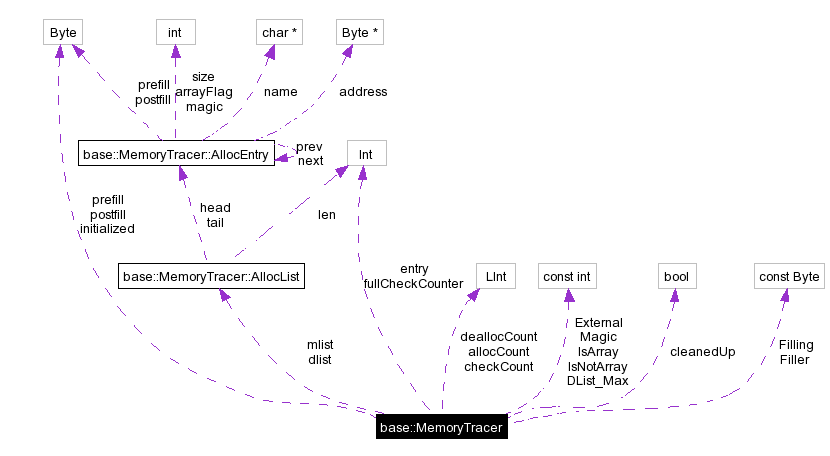 Byte
int
char *
Byte *
prefill
postfill
size
arrayFlag
magic
name
address
base::MemoryTracer::AllocEntry
prev
next
Int
prefill
postfill
initialized
head
tail
len
base::MemoryTracer::AllocList
entry
fullCheckCounter
LInt
const int
bool
const Byte
mlist
dlist
deallocCount
allocCount
checkCount
External
Magic
IsArray
IsNotArray
DList_Max
cleanedUp
Filling
Filler
base::MemoryTracer